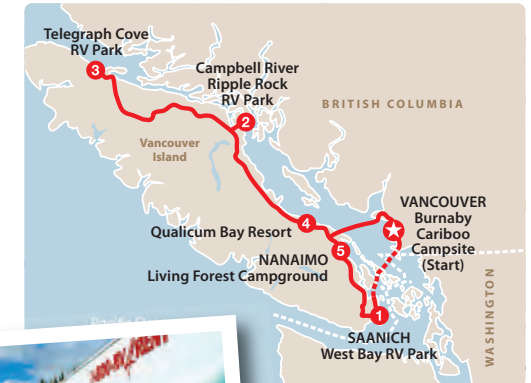 Telegraph Cove
RV Park
3
Campbell River
Ripple Rock
RV Park
2
BRITISH COLUMBIA
Vancouver
Island
VANCOUVER
Burnaby
Cariboo
Campsite
(Start)
Qualicum Bay Resort
4
NANAIMO
Living Forest Campground
5
1
SAANICH
West Bay RV Park
WASHINGTON